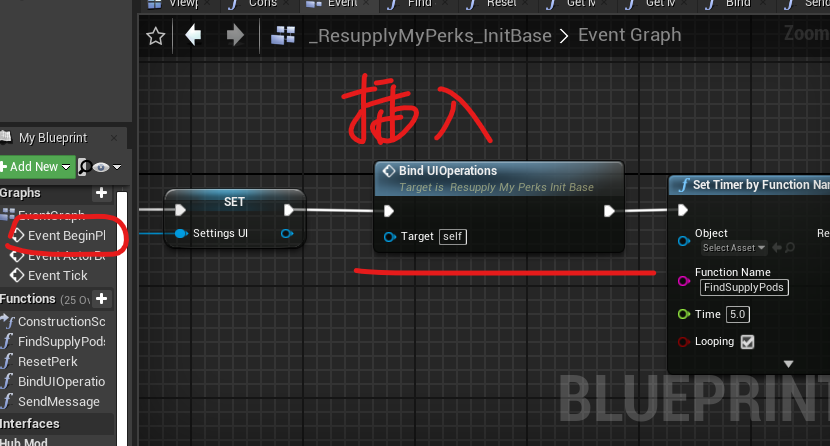 Viewp
Cons
Event
Find
Reset
Get M
Get M
Bind
Send
_ResupplyMyPerks_InitBase > Event Graph
Zoom
插入
My Blueprint
Add New
Graphs
EventGraph
Event BeginPl
Event ActorBe
Event Tick
Functions (25 Ov
ConstructionSc
FindSupplyPods
ResetPerk
BindUIOperatio
SendMessage
Interfaces
Hub Mod
SET
Settings UI
Bind UIOperations
Target is Resupply My Perks Init Base
Target self
Set Timer by Function Nam
Object
Re
Select Asset
Function Name
FindSupplyPods
Time 5.0
Looping
BLUEPRINT